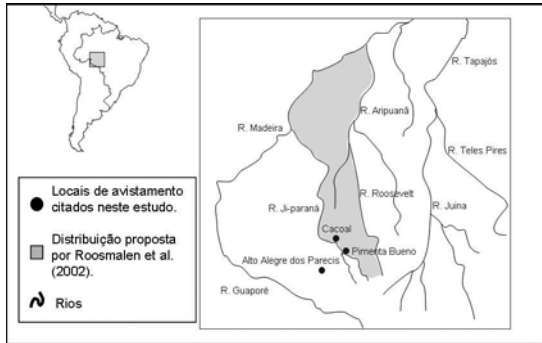 Locais de avistamento
citados neste estudo.
Distribuição proposta
por Roosmalen et al.
(2002).
Rios
R. Tapajós
R. Aripuanã
R. Madeira
R. Teles Pires
R. Ji-paraná
R. Roosevelt
R. Juina
Cacoal
Pimenta Bueno
Alto Alegre dos Parecis
R. Guaporé